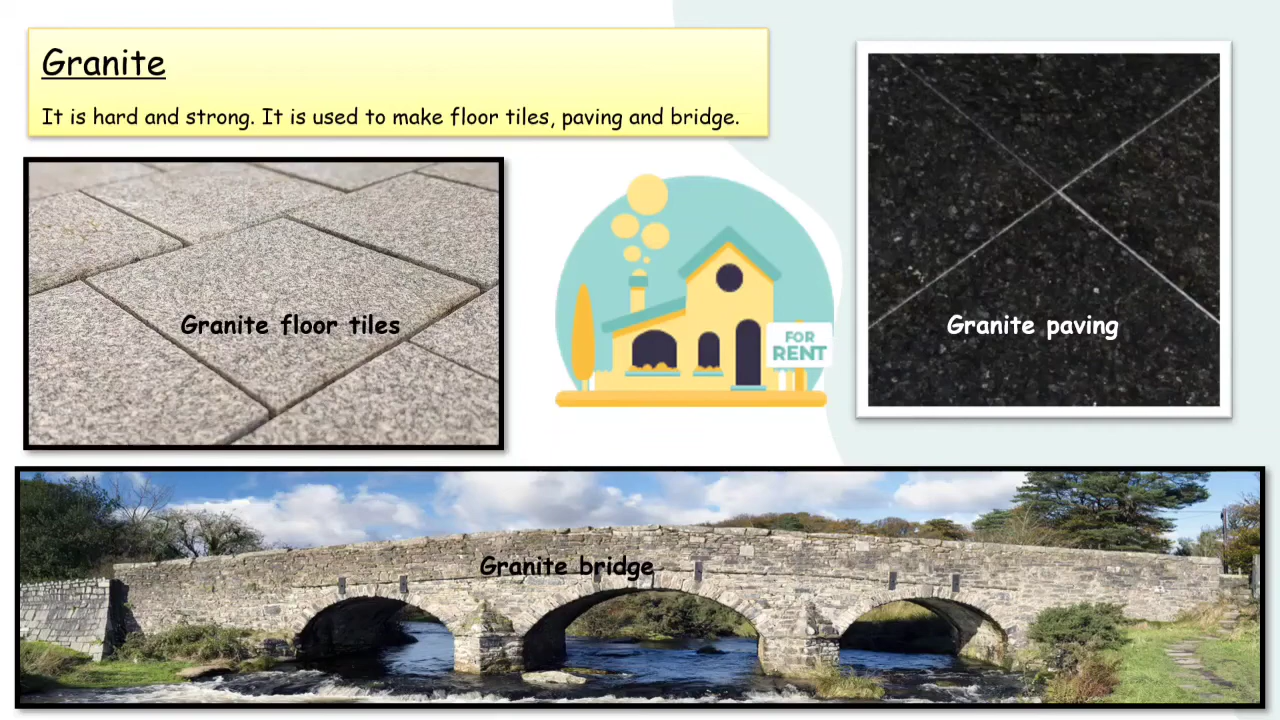 Granite
It is hard and strong. It is used to make floor tiles, paving and bridge.
Granite floor tiles
FOR
RENT
Granite paving
Granite bridge